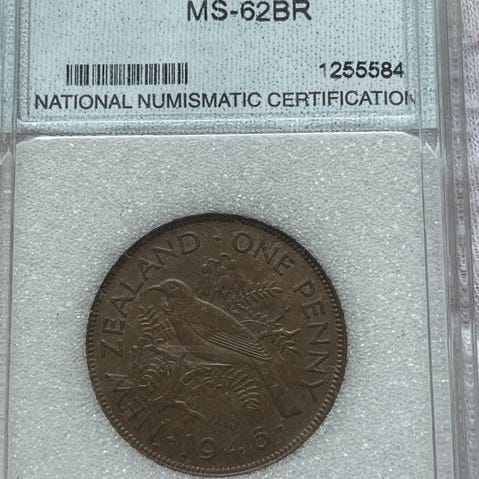 MS-62BR
1255584
NATIONAL NUMISMATIC CERTIFICATION
NEW ZEALAND · ONE PENNY
· 1946 ·